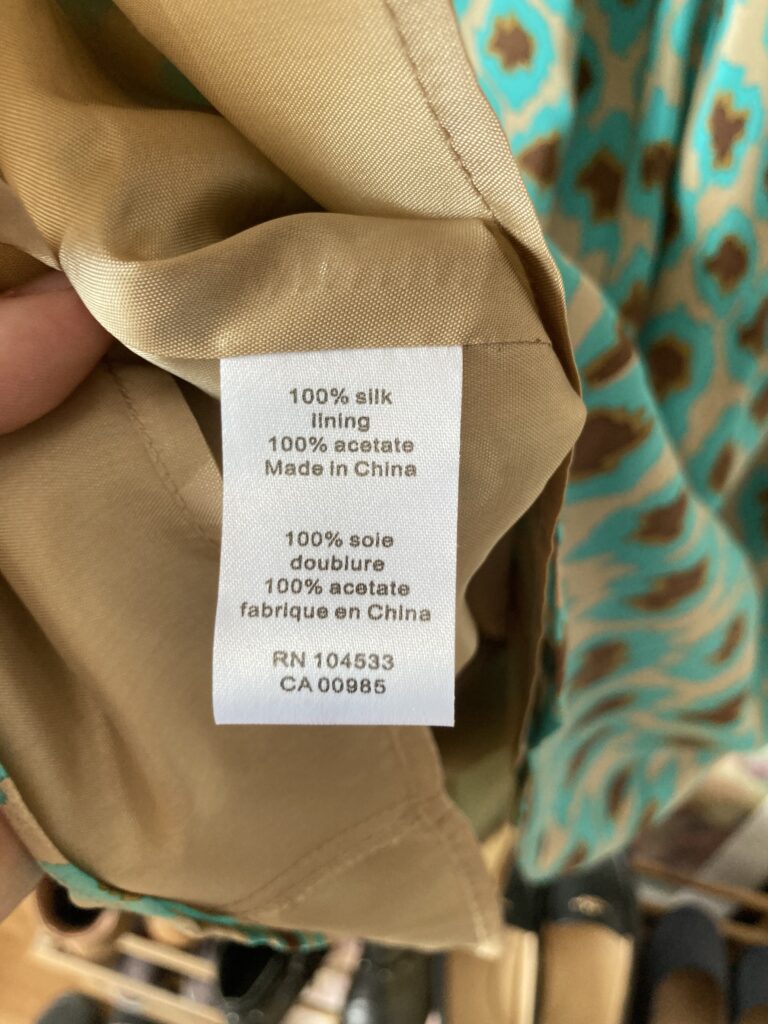 100% silk
lining
100% acetate
Made in China
100% soie
doublure
100% acetate
fabrique en China
RN 104533
CA 00985